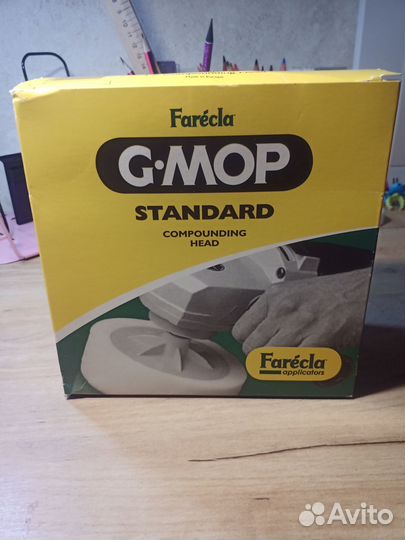 Farécla
G·MOP
STANDARD
COMPOUNDING
HEAD
Farécla
applicators
Avito